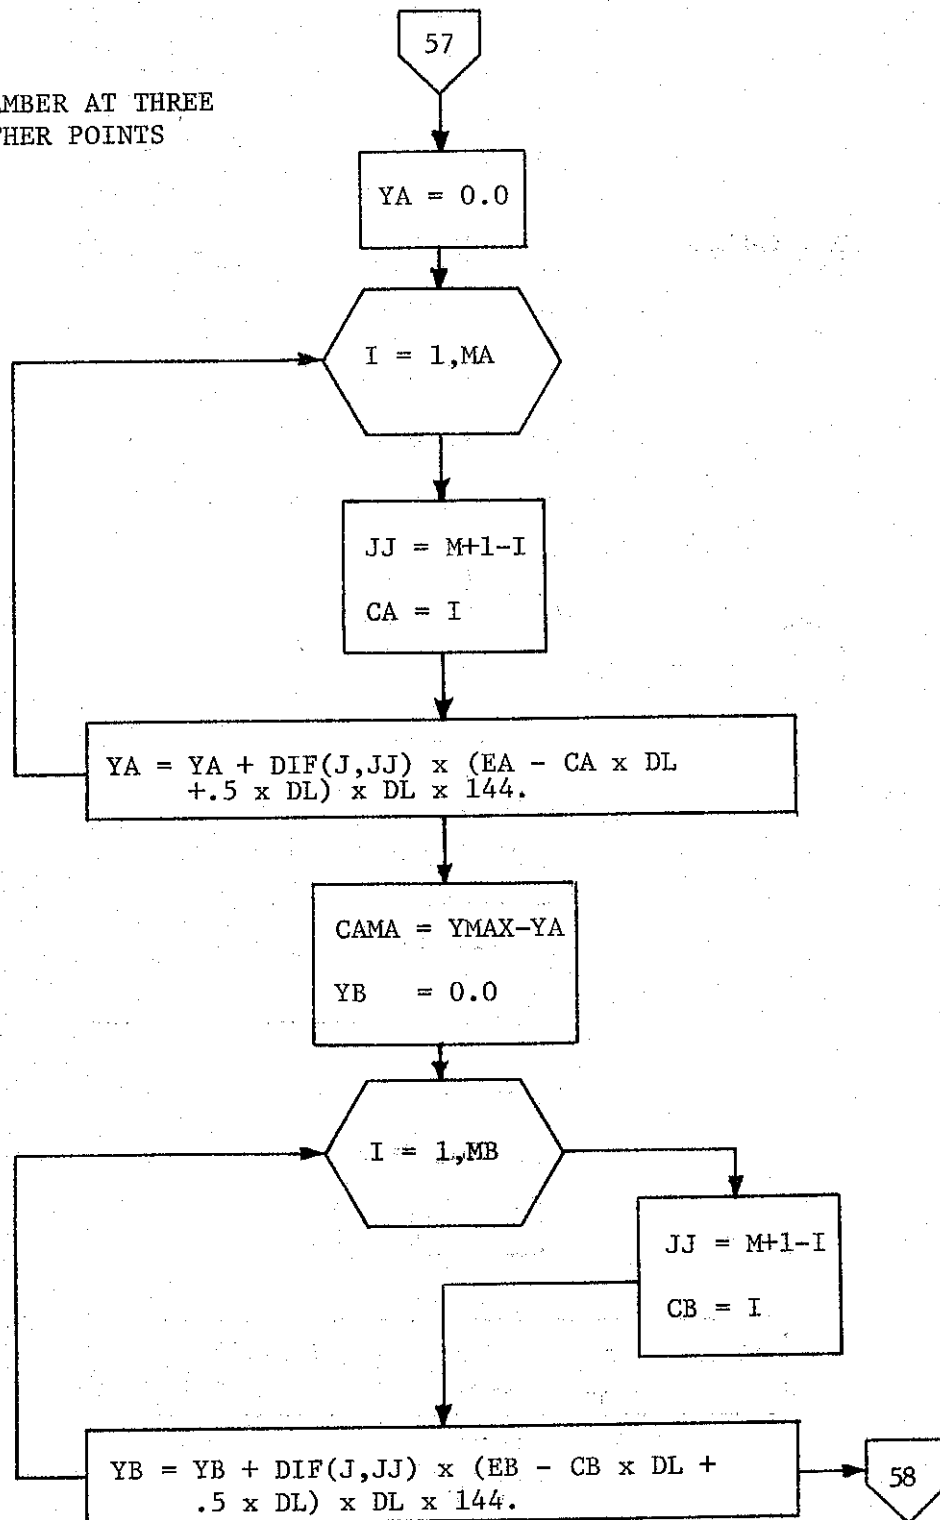 57
AMBER AT THREE
THER POINTS
YA = 0.0
I = 1,MA
JJ = M+1-I
CA = I
YA = YA + DIF(J,JJ) x (EA - CA x DL
+.5 x DL) x DL x 144.
CAMA = YMAX-YA
YB = 0.0
I = 1,MB
JJ = M+1-I
CB = I
YB = YB + DIF(J,JJ) x (EB - CB x DL +
.5 x DL) x DL x 144.
58